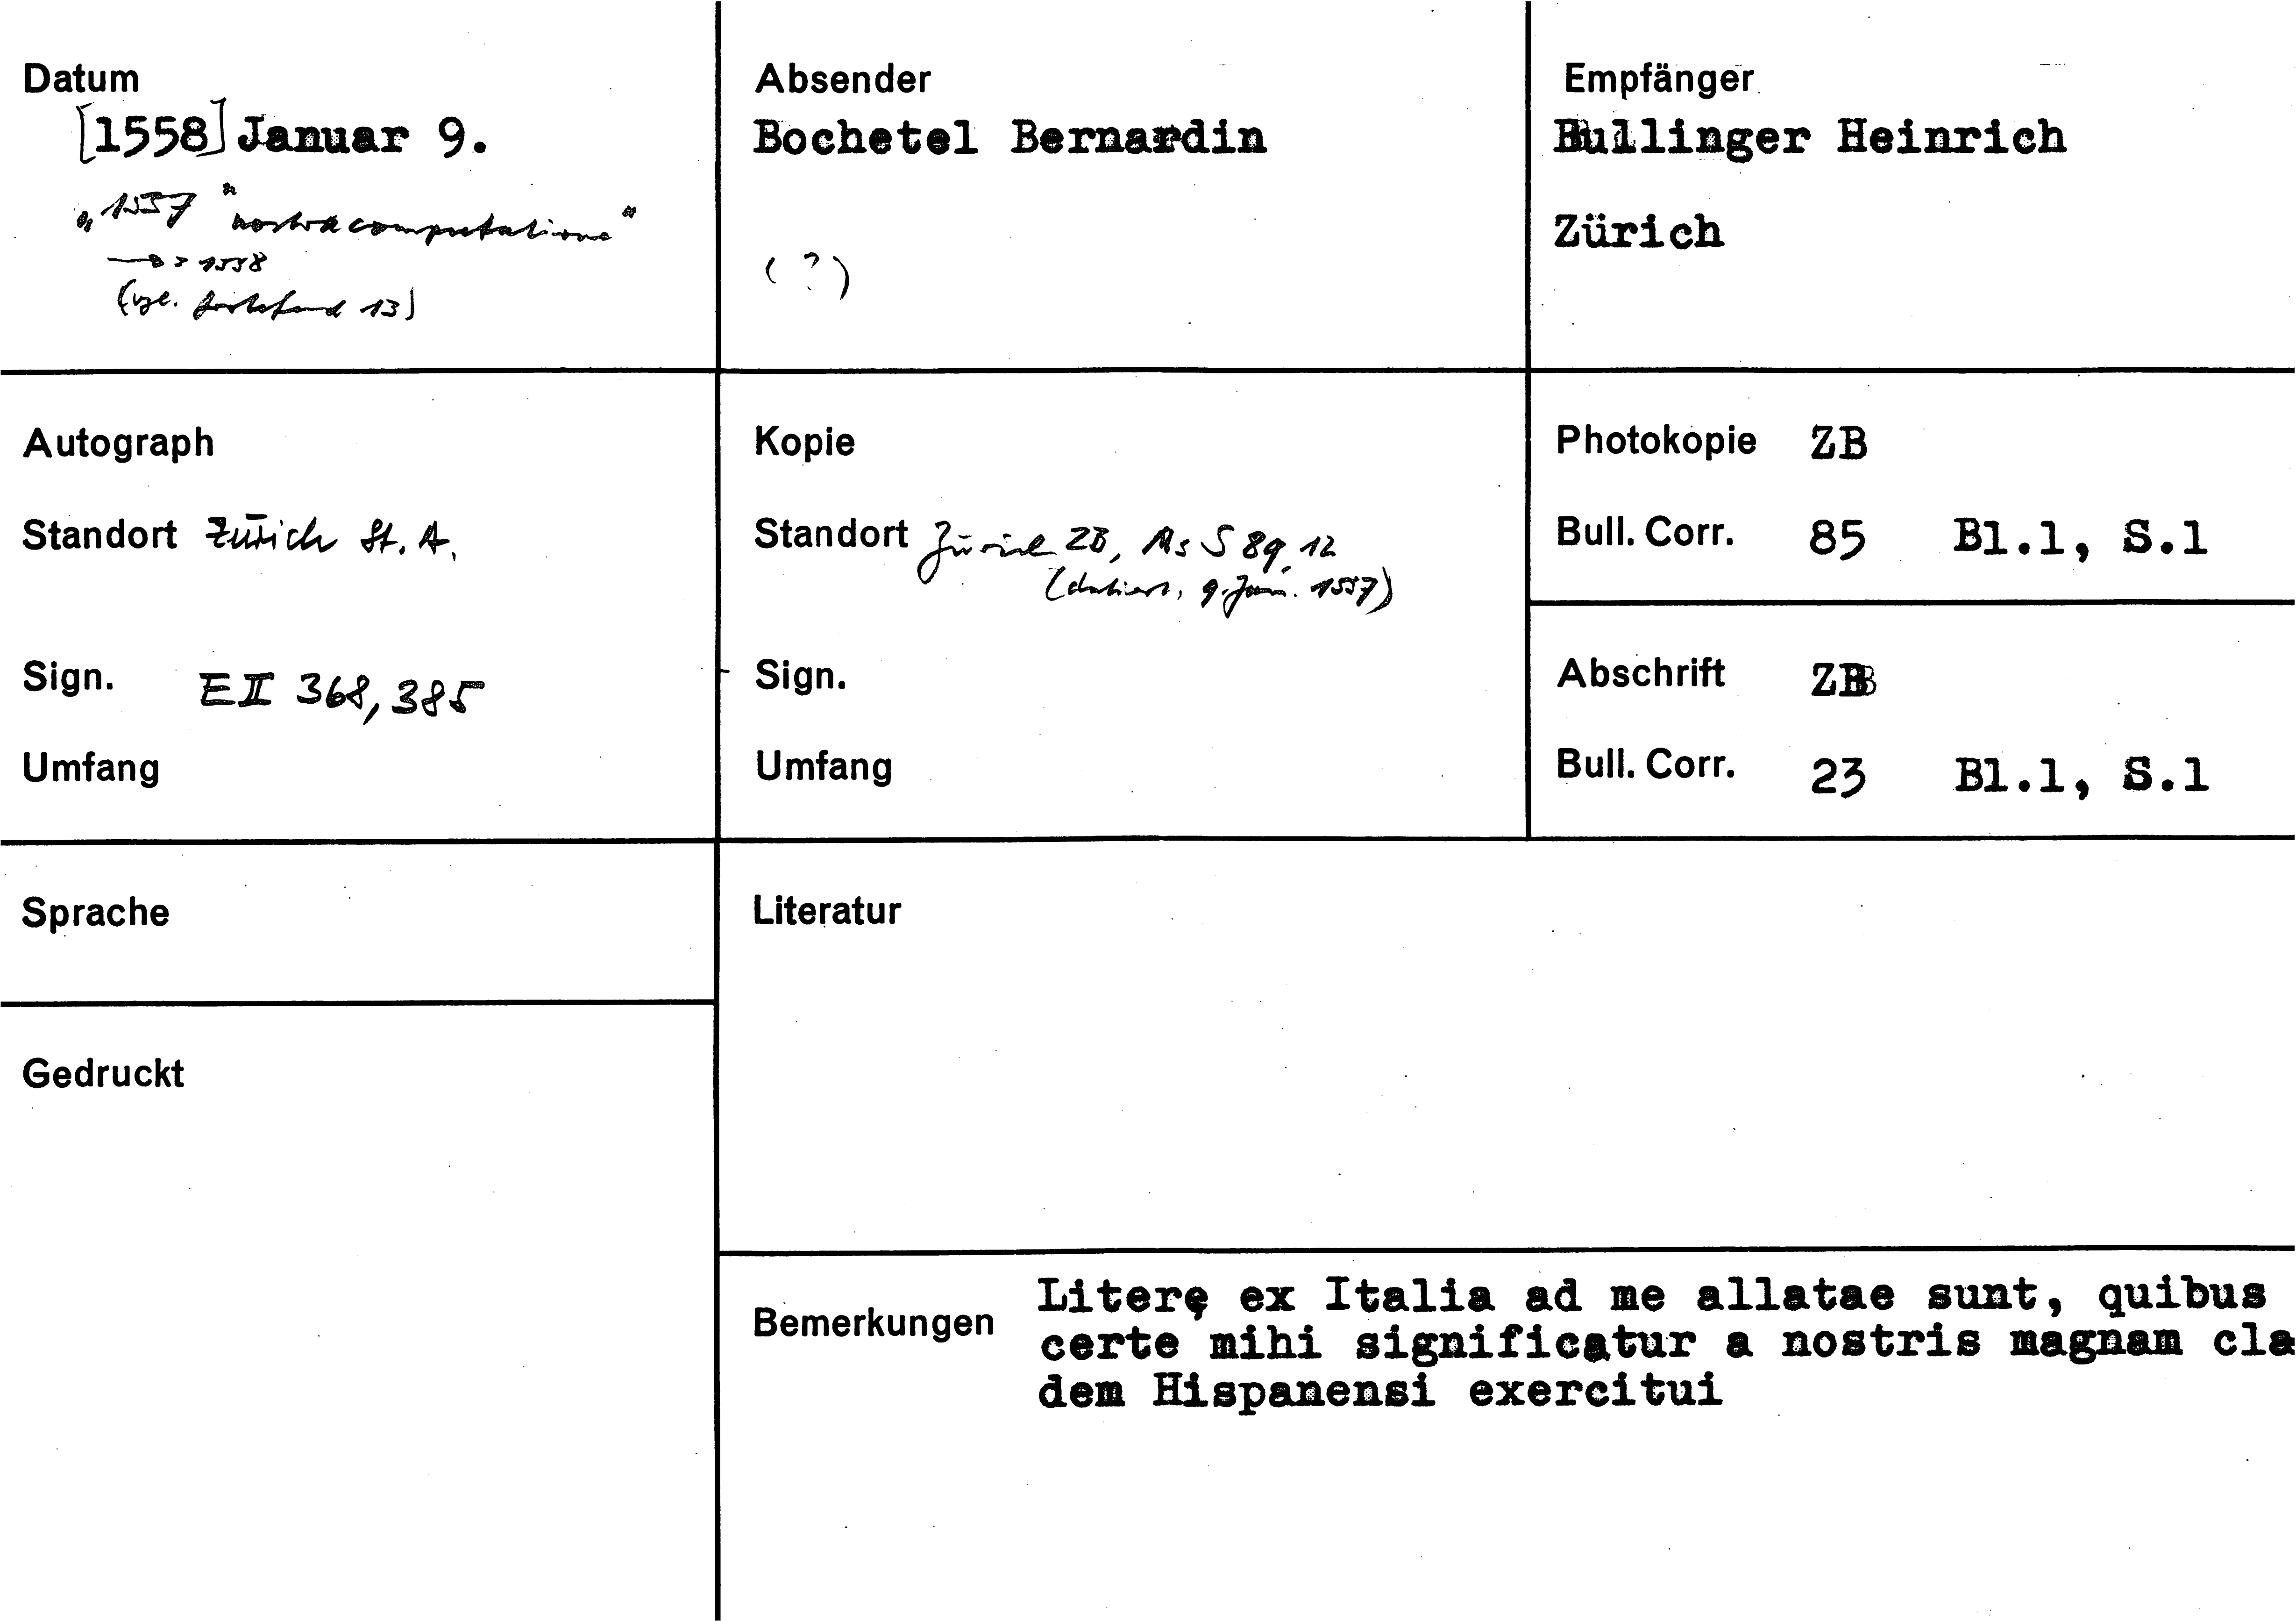 Datum
[1558] Januar 9.
"1557" "nostra computatione"
→ 1558
(vgl. 13)
Absender
Bochetel Bernardin
(?)
Empfänger
Bullinger Heinrich
Zürich
Autograph
Standort Zürich St. A.
Sign. E II 368, 385
Umfang
Kopie
Standort Zürich ZB, Ms S 89, 12
(datiert, 9. Jan. 1557)
Sign.
Umfang
Photokopie ZB
Bull. Corr. 85 Bl.1, S.1
Abschrift ZB
Bull. Corr. 23 Bl.1, S.1
Sprache
Gedruckt
Literatur
Bemerkungen
Literę ex Italia ad me allatae sunt, quibus
certe mihi significatur a nostris magnam cla
dem Hispanensi exercitui